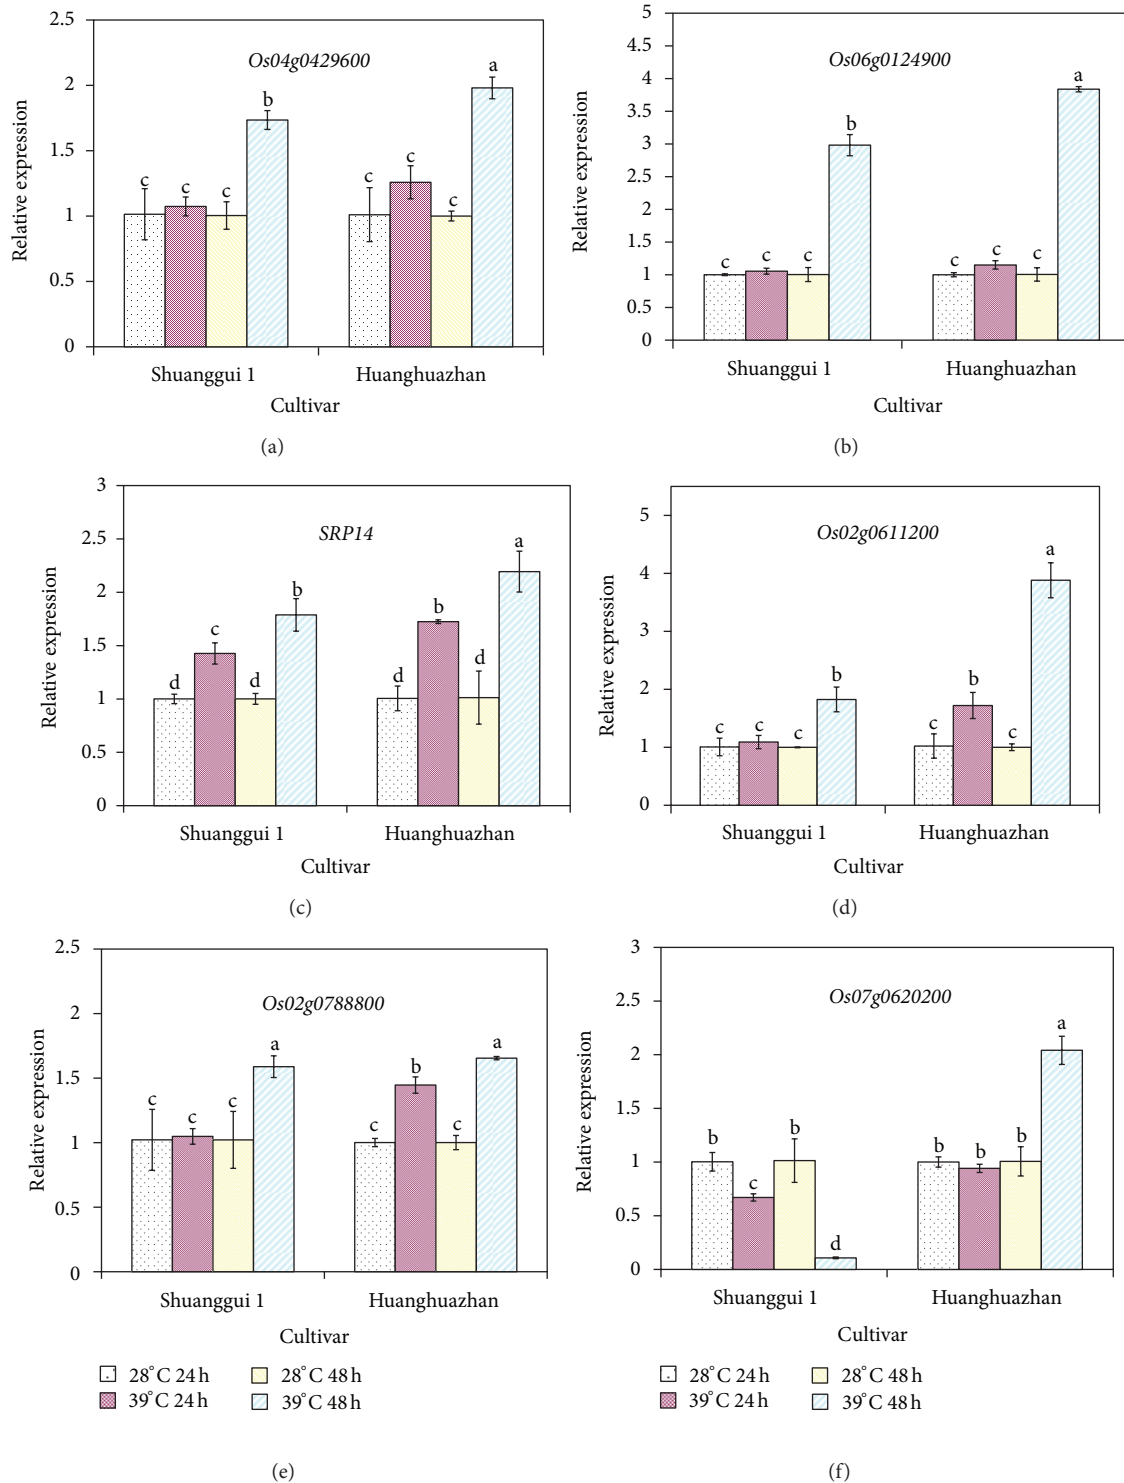 Os04g0429600
Relative expression
2.5
2
1.5
1
0.5
0
c
c
c
b
c
c
c
a
Shuanggui 1
Huanghuazhan
Cultivar
(a)
Os06g0124900
Relative expression
5
4.5
4
3.5
3
2.5
2
1.5
1
0.5
0
c
c
c
b
c
c
c
a
Shuanggui 1
Huanghuazhan
Cultivar
(b)
SRP14
Relative expression
3
2.5
2
1.5
1
0.5
0
d
c
d
b
d
b
d
a
Shuanggui 1
Huanghuazhan
Cultivar
(c)
Os02g0611200
Relative expression
5
4
3
2
1
0
c
c
c
b
c
b
c
a
Shuanggui 1
Huanghuazhan
Cultivar
(d)
Os02g0788800
Relative expression
2.5
2
1.5
1
0.5
0
c
c
c
a
c
b
c
a
Shuanggui 1
Huanghuazhan
Cultivar
28°C 24 h
28°C 48 h
39°C 24 h
39°C 48 h
(e)
Os07g0620200
Relative expression
3
2.5
2
1.5
1
0.5
0
b
c
b
d
b
b
b
a
Shuanggui 1
Huanghuazhan
Cultivar
28°C 24 h
28°C 48 h
39°C 24 h
39°C 48 h
(f)